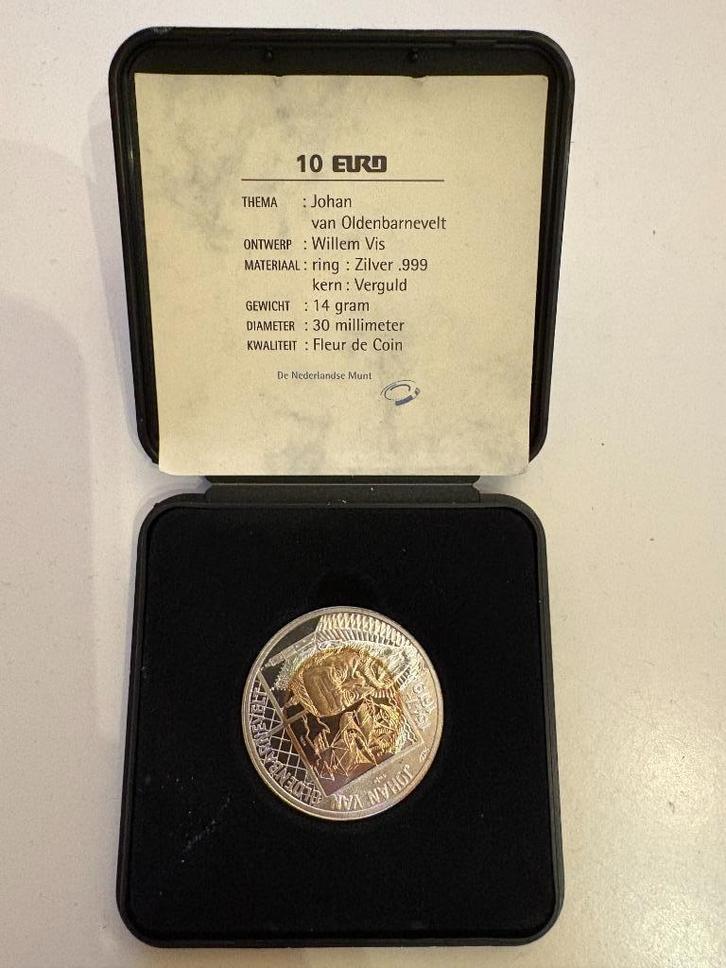 10 EURO
THEMA : Johan
van Oldenbarnevelt
ONTWERP : Willem Vis
MATERIAAL : ring : Zilver .999
kern : Verguld
GEWICHT : 14 gram
DIAMETER : 30 millimeter
KWALITEIT : Fleur de Coin
De Nederlandse Munt
JOHAN VAN
OLDENBARNEVELT